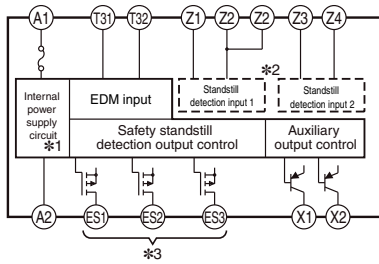 A1 T31 T32 Z1 Z2 Z2 Z3 Z4
*2
Internal
power
supply
circuit
*1
EDM input
Standstill
detection input 1
Standstill
detection input 2
Safety standstill
detection output control
Auxiliary
output control
A2 ES1 ES2 ES3 X1 X2
*3